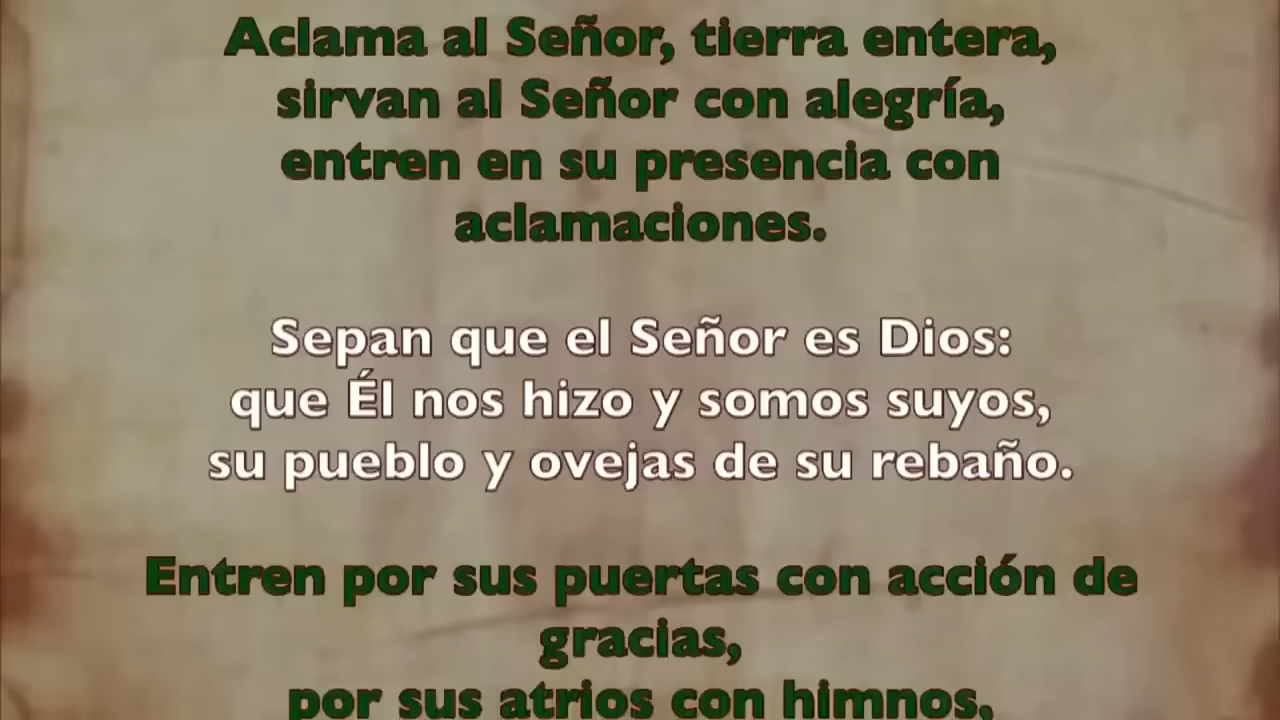 Aclama al Señor, tierra entera,
sirvan al Señor con alegría,
entren en su presencia con
aclamaciones.
Sepan que el Señor es Dios:
que Él nos hizo y somos suyos,
su pueblo y ovejas de su rebaño.
Entren por sus puertas con acción de
gracias,
por sus atrios con himnos,